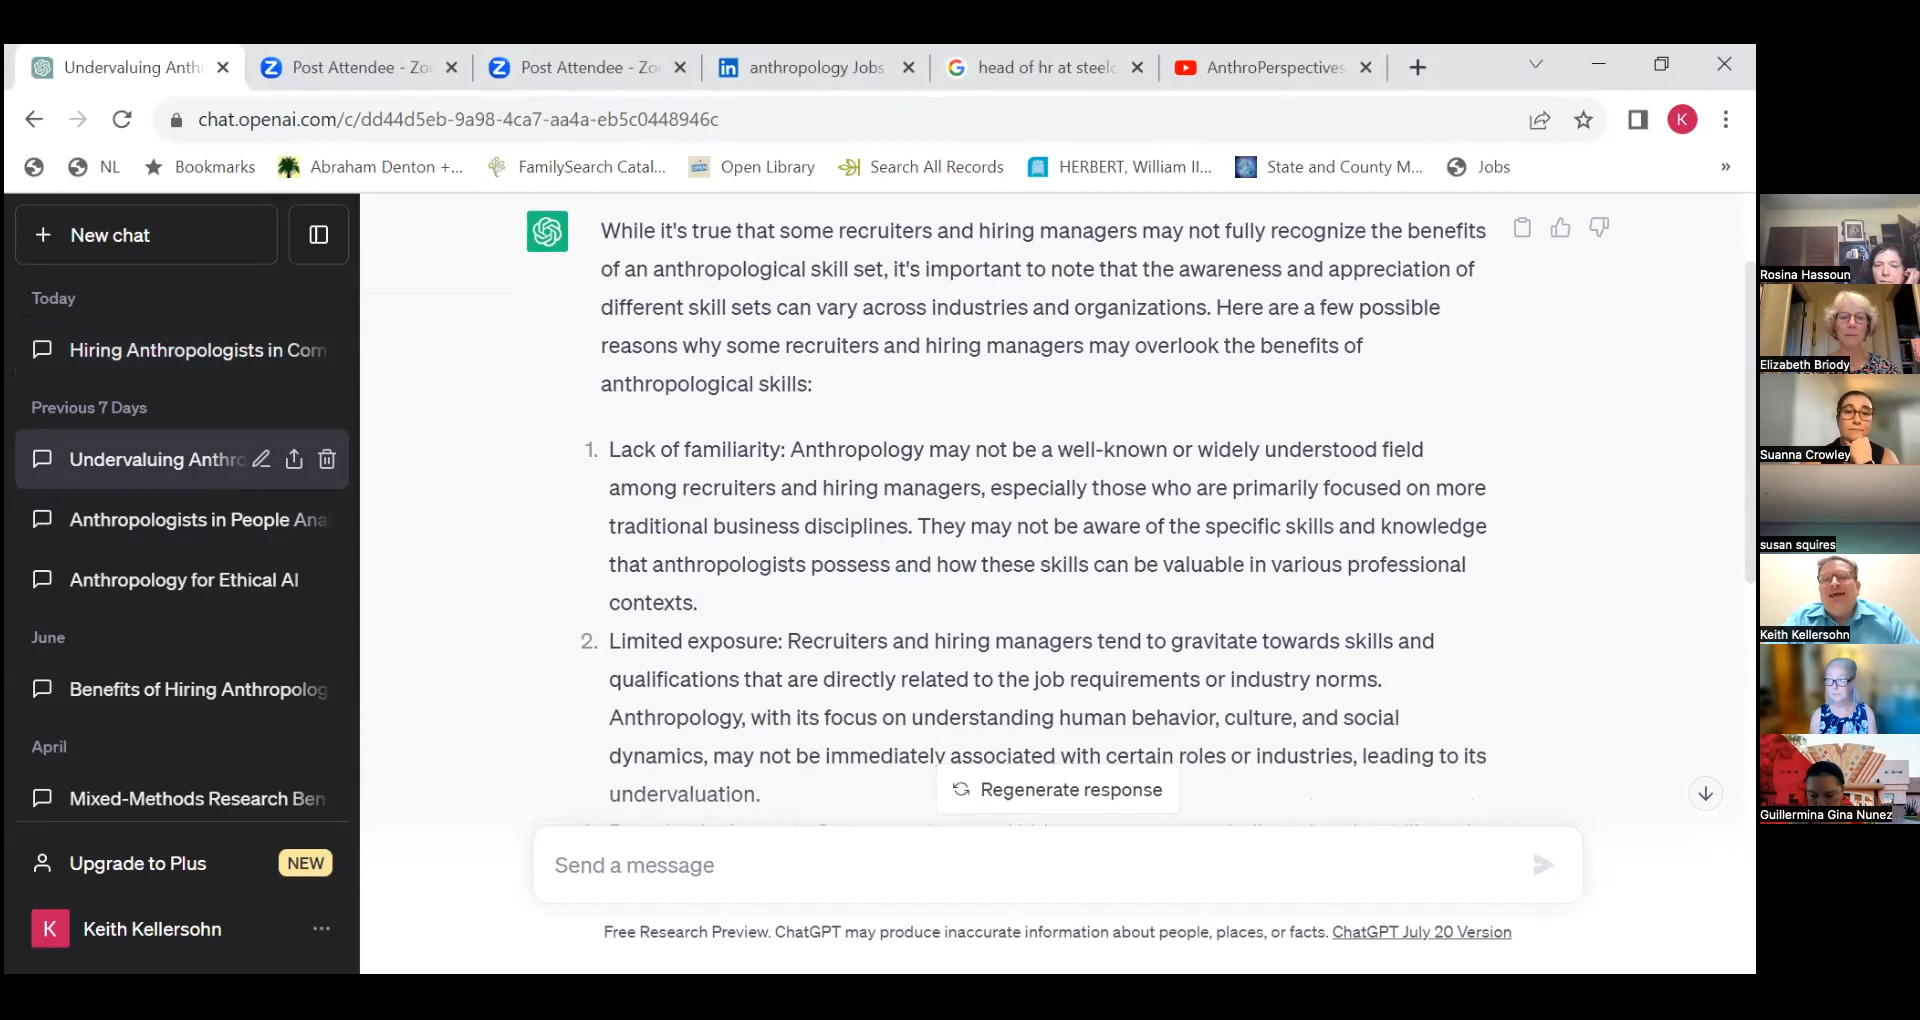 Undervaluing Anthr
Post Attendee - Zoo
Post Attendee - Zo
anthropology Jobs
head of hr at steelc
AnthroPerspectives
chat.openai.com/c/dd44d5eb-9a98-4ca7-aa4a-eb5c0448946c
K
NL
Bookmarks
Abraham Denton +...
FamilySearch Catal...
Open Library
Search All Records
HERBERT, William II...
State and County M...
Jobs
»
+ New chat
Today
Hiring Anthropologists in Com
Previous 7 Days
Undervaluing Anthro
Anthropologists in People Ana
Anthropology for Ethical AI
June
Benefits of Hiring Anthropolog
April
Mixed-Methods Research Ben
Upgrade to Plus
NEW
K
Keith Kellersohn
While it's true that some recruiters and hiring managers may not fully recognize the benefits
of an anthropological skill set, it's important to note that the awareness and appreciation of
different skill sets can vary across industries and organizations. Here are a few possible
reasons why some recruiters and hiring managers may overlook the benefits of
anthropological skills:
1. Lack of familiarity: Anthropology may not be a well-known or widely understood field
among recruiters and hiring managers, especially those who are primarily focused on more
traditional business disciplines. They may not be aware of the specific skills and knowledge
that anthropologists possess and how these skills can be valuable in various professional
contexts.
2. Limited exposure: Recruiters and hiring managers tend to gravitate towards skills and
qualifications that are directly related to the job requirements or industry norms.
Anthropology, with its focus on understanding human behavior, culture, and social
dynamics, may not be immediately associated with certain roles or industries, leading to its
undervaluation.
Regenerate response
Send a message
Free Research Preview. ChatGPT may produce inaccurate information about people, places, or facts. ChatGPT July 20 Version
Rosina Hassoun
Elizabeth Briody
Suanna Crowley
susan squires
Keith Kellersohn
Guillermina Gina Nunez